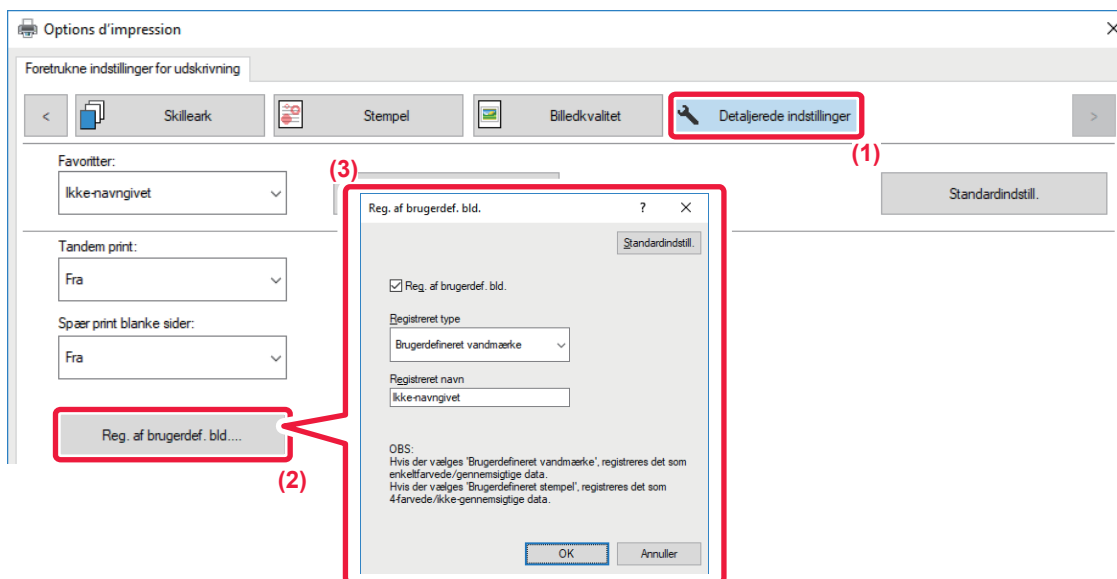 Options d'impression
Foretrukne indstillinger for udskrivning
<
Skilleark
Stempel
Billedkvalitet
Detaljerede indstillinger
>
(1)
Favoritter:
Ikke-navngivet
Standardindstill.
Tandem print:
Fra
Spær print blanke sider:
Fra
Reg. af brugerdef. bld....
(2)
(3)
Reg. af brugerdef. bld.
?
Standardindstill.
Reg. af brugerdef. bld.
Registreret type
Brugerdefineret vandmærke
Registreret navn
Ikke-navngivet
OBS:
Hvis der vælges 'Brugerdefineret vandmærke', registreres det som
enkeltfarvede/gennemsigtige data.
Hvis der vælges 'Brugerdefineret stempel', registreres det som
4-farvede/ikke-gennemsigtige data.
OK
Annuller